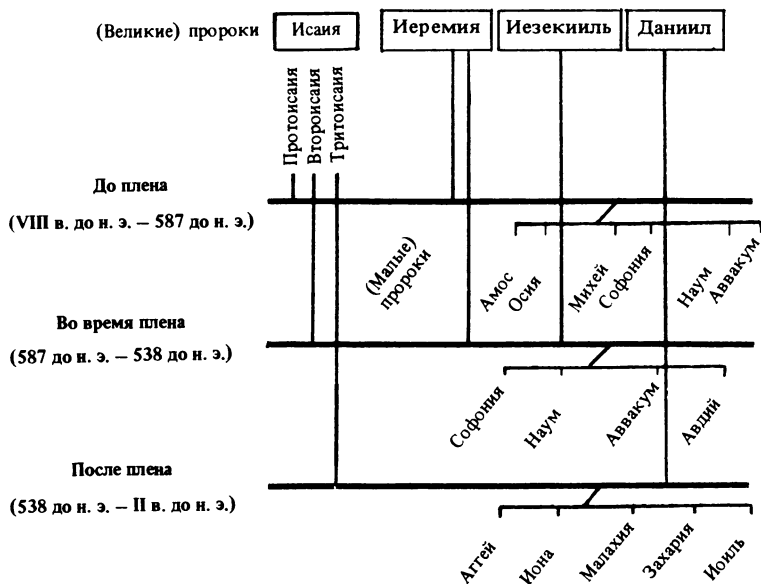 (Великие) пророки
Исаия
Иеремия
Иезекииль
Даниил
Протоисаия
Второисаия
Тритоисаия
До плена
(VIII в. до н. э. – 587 до н. э.)
(Малые)
пророки
Амос
Осия
Михей
Софония
Наум
Аввакум
Во время плена
(587 до н. э. – 538 до н. э.)
Софония
Наум
Аввакум
Авдий
После плена
(538 до н. э. – II в. до н. э.)
Аггей
Иона
Малахия
Захария
Иоиль